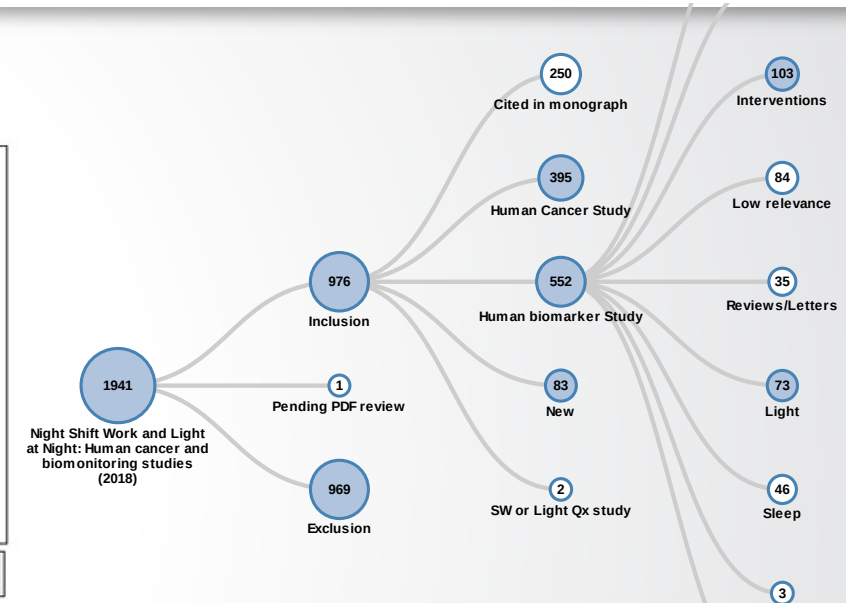 1941
Night Shift Work and Light
at Night: Human cancer and
biomonitoring studies
(2018)
976
Inclusion
1
Pending PDF review
969
Exclusion
250
Cited in monograph
395
Human Cancer Study
552
Human biomarker Study
83
New
2
SW or Light Qx study
103
Interventions
84
Low relevance
35
Reviews/Letters
73
Light
46
Sleep
3